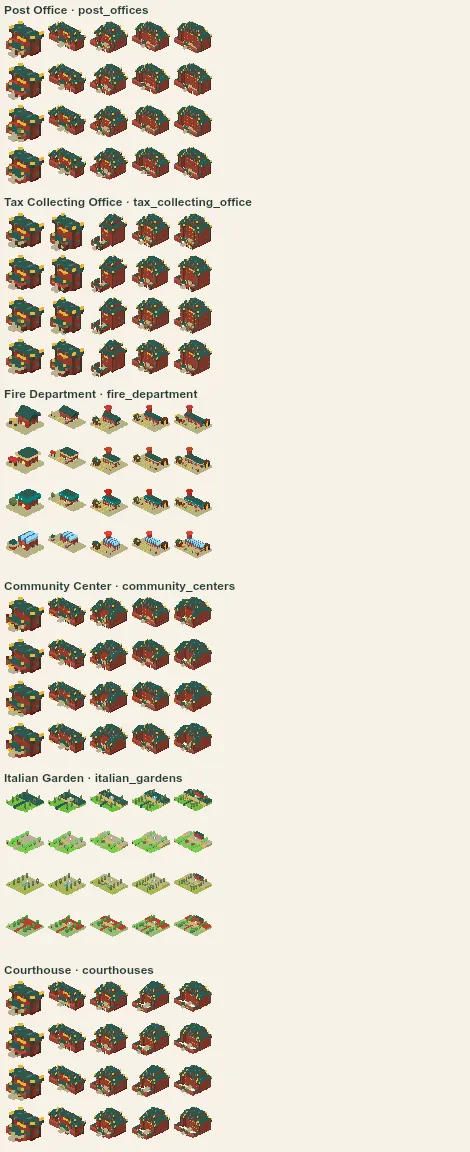 Post Office · post_offices
Tax Collecting Office · tax_collecting_office
Fire Department · fire_department
Community Center · community_centers
Italian Garden · italian_gardens
Courthouse · courthouses